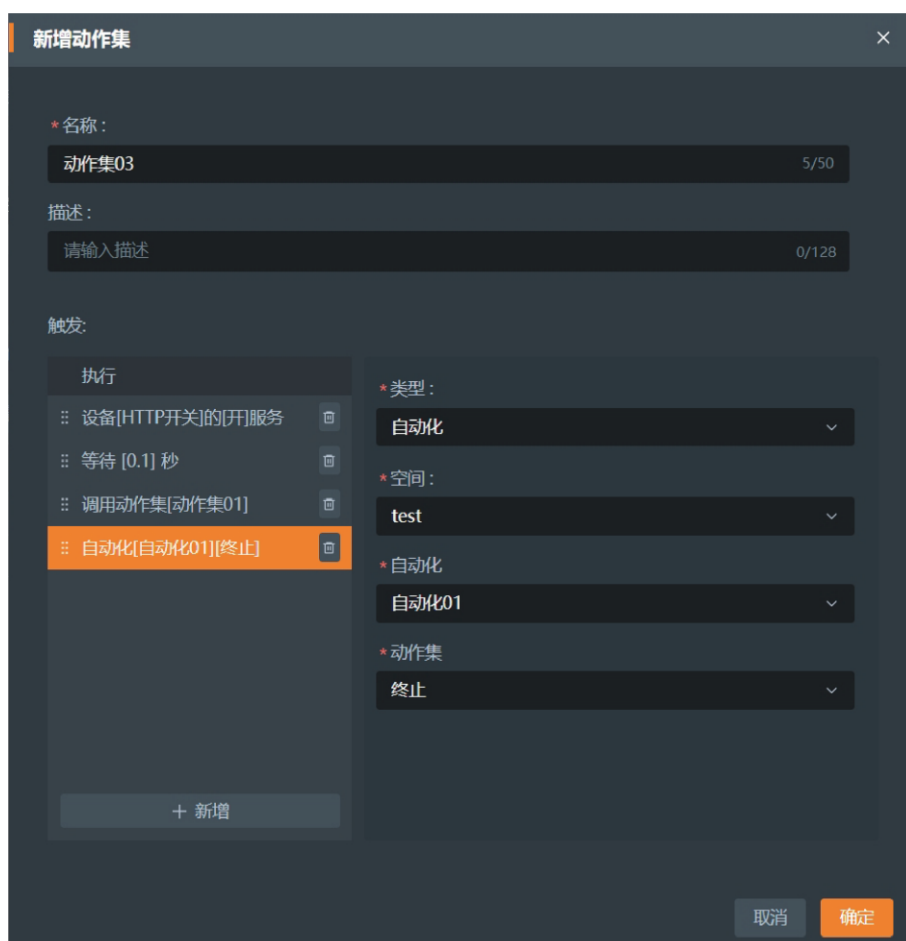 新增动作集
*名称：
动作集03 5/50
描述：
请输入描述 0/128
触发:
执行
设备[HTTP开关]的[开]服务
等待 [0.1] 秒
调用动作集[动作集01]
自动化[自动化01][终止]
+ 新增
*类型：
自动化
*空间：
test
*自动化
自动化01
*动作集
终止
取消 确定